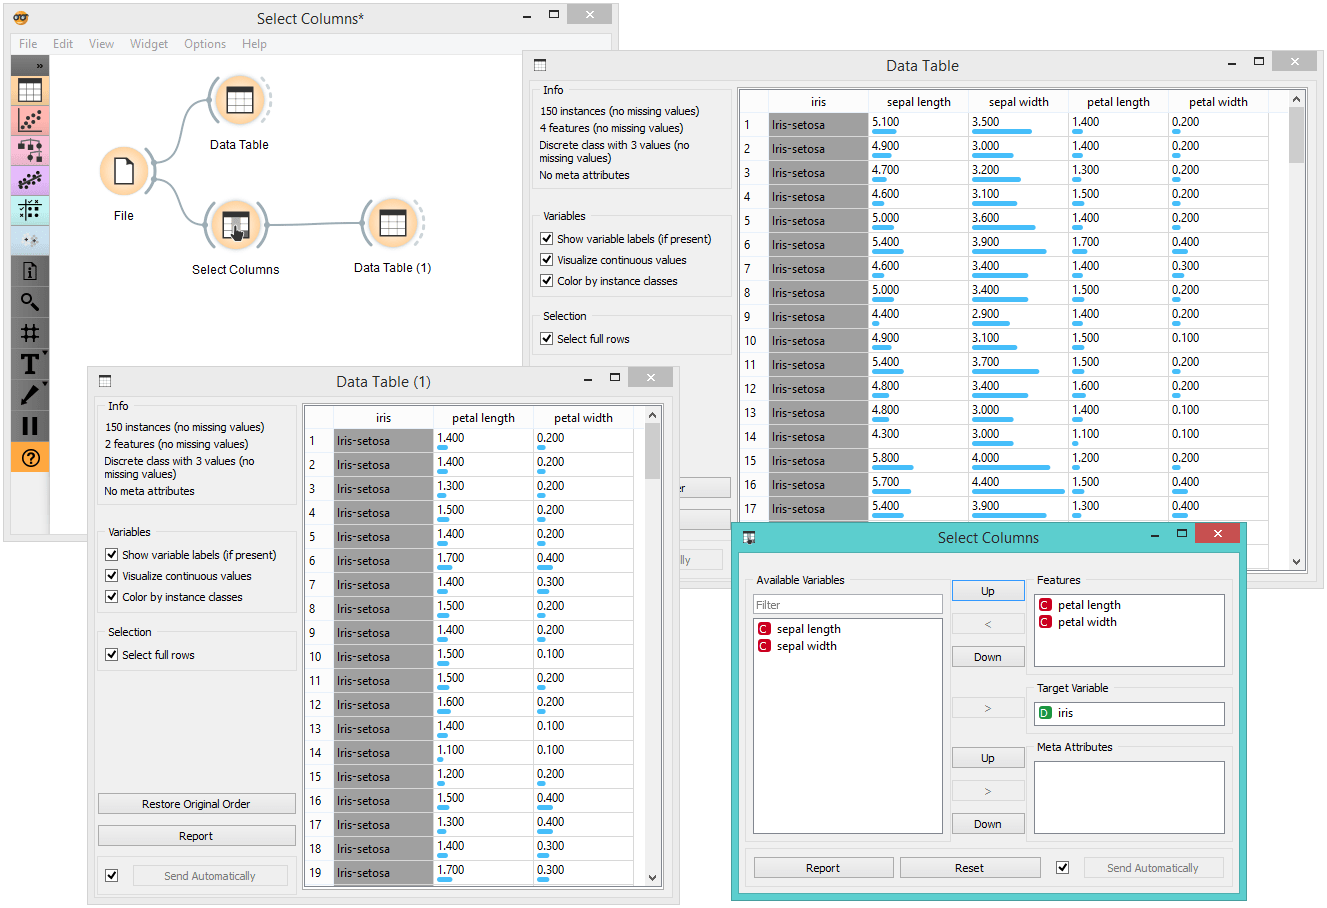 Select Columns*
File Edit View Widget Options Help
»
Data Table
File
Select Columns
Data Table (1)
Data Table
Info
150 instances (no missing values)
4 features (no missing values)
Discrete class with 3 values (no
missing values)
No meta attributes
Variables
Show variable labels (if present)
Visualize continuous values
Color by instance classes
Selection
Select full rows
er
lly
iris sepal length sepal width petal length petal width
1 Iris-setosa 5.100 3.500 1.400 0.200
2 Iris-setosa 4.900 3.000 1.400 0.200
3 Iris-setosa 4.700 3.200 1.300 0.200
4 Iris-setosa 4.600 3.100 1.500 0.200
5 Iris-setosa 5.000 3.600 1.400 0.200
6 Iris-setosa 5.400 3.900 1.700 0.400
7 Iris-setosa 4.600 3.400 1.400 0.300
8 Iris-setosa 5.000 3.400 1.500 0.200
9 Iris-setosa 4.400 2.900 1.400 0.200
10 Iris-setosa 4.900 3.100 1.500 0.100
11 Iris-setosa 5.400 3.700 1.500 0.200
12 Iris-setosa 4.800 3.400 1.600 0.200
13 Iris-setosa 4.800 3.000 1.400 0.100
14 Iris-setosa 4.300 3.000 1.100 0.100
15 Iris-setosa 5.800 4.000 1.200 0.200
16 Iris-setosa 5.700 4.400 1.500 0.400
17 Iris-setosa 5.400 3.900 1.300 0.400
Data Table (1)
Info
150 instances (no missing values)
2 features (no missing values)
Discrete class with 3 values (no
missing values)
No meta attributes
Variables
Show variable labels (if present)
Visualize continuous values
Color by instance classes
Selection
Select full rows
Restore Original Order
Report
Send Automatically
iris petal length petal width
1 Iris-setosa 1.400 0.200
2 Iris-setosa 1.400 0.200
3 Iris-setosa 1.300 0.200
4 Iris-setosa 1.500 0.200
5 Iris-setosa 1.400 0.200
6 Iris-setosa 1.700 0.400
7 Iris-setosa 1.400 0.300
8 Iris-setosa 1.500 0.200
9 Iris-setosa 1.400 0.200
10 Iris-setosa 1.500 0.100
11 Iris-setosa 1.500 0.200
12 Iris-setosa 1.600 0.200
13 Iris-setosa 1.400 0.100
14 Iris-setosa 1.100 0.100
15 Iris-setosa 1.200 0.200
16 Iris-setosa 1.500 0.400
17 Iris-setosa 1.300 0.400
18 Iris-setosa 1.400 0.300
19 Iris-setosa 1.700 0.300
Select Columns
Available Variables
Filter
C sepal length
C sepal width
Up
<
Down
>
Up
>
Down
Features
C petal length
C petal width
Target Variable
D iris
Meta Attributes
Report
Reset
Send Automatically